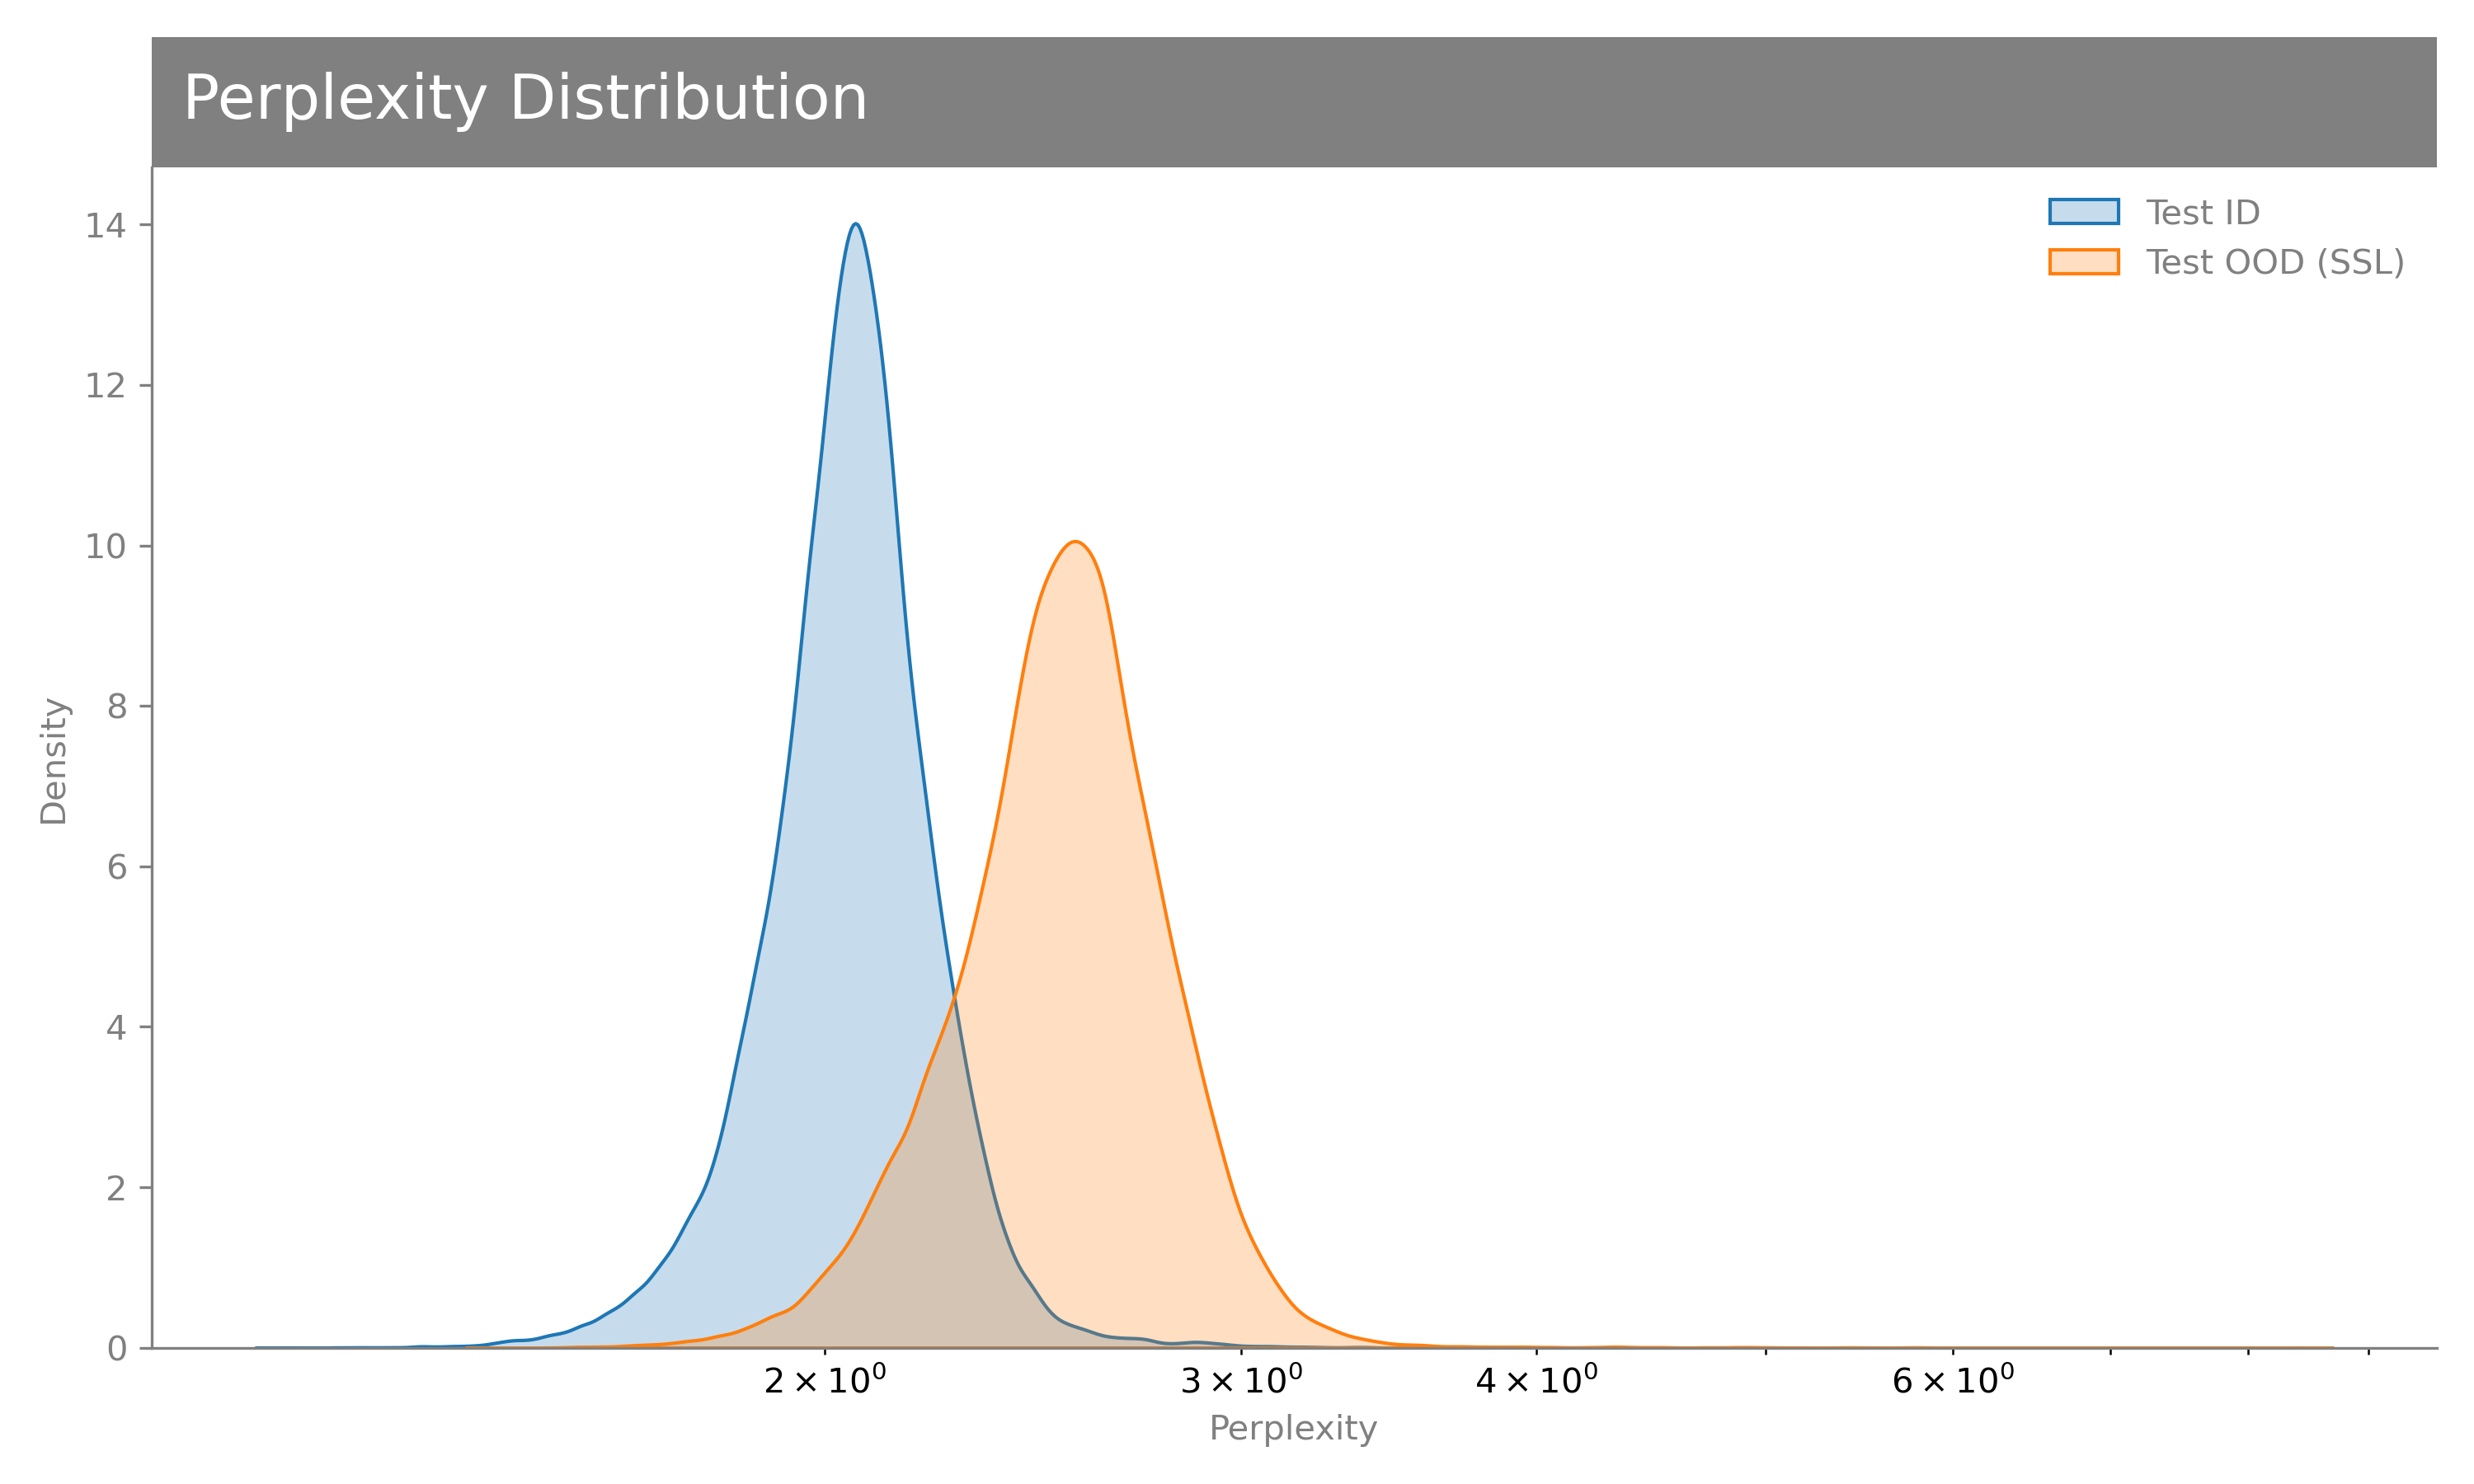 Perplexity Distribution
Test ID
Test OOD (SSL)
14
12
10
8
6
4
2
0
Density
2 × 10⁰
3 × 10⁰
4 × 10⁰
6 × 10⁰
Perplexity